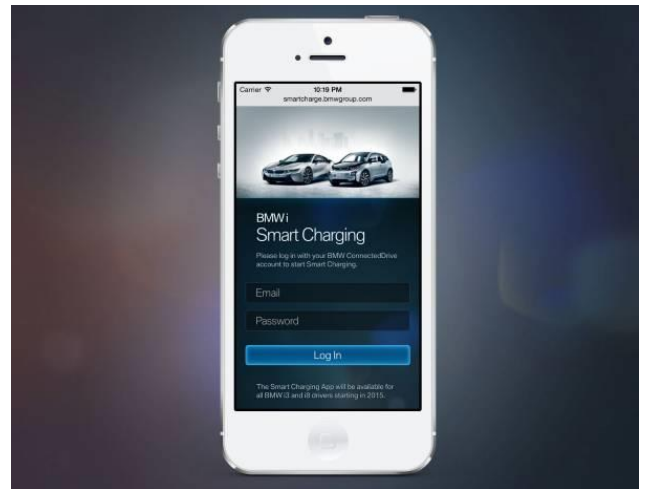 Carrier 10:19 PM
smartcharge.bmwgroup.com
BMW i
Smart Charging
Please log in with your BMW ConnectedDrive
account to start Smart Charging.
Email
Password
Log In
The Smart Charging App will be available for
all BMW i3 and i8 drivers starting in 2015.